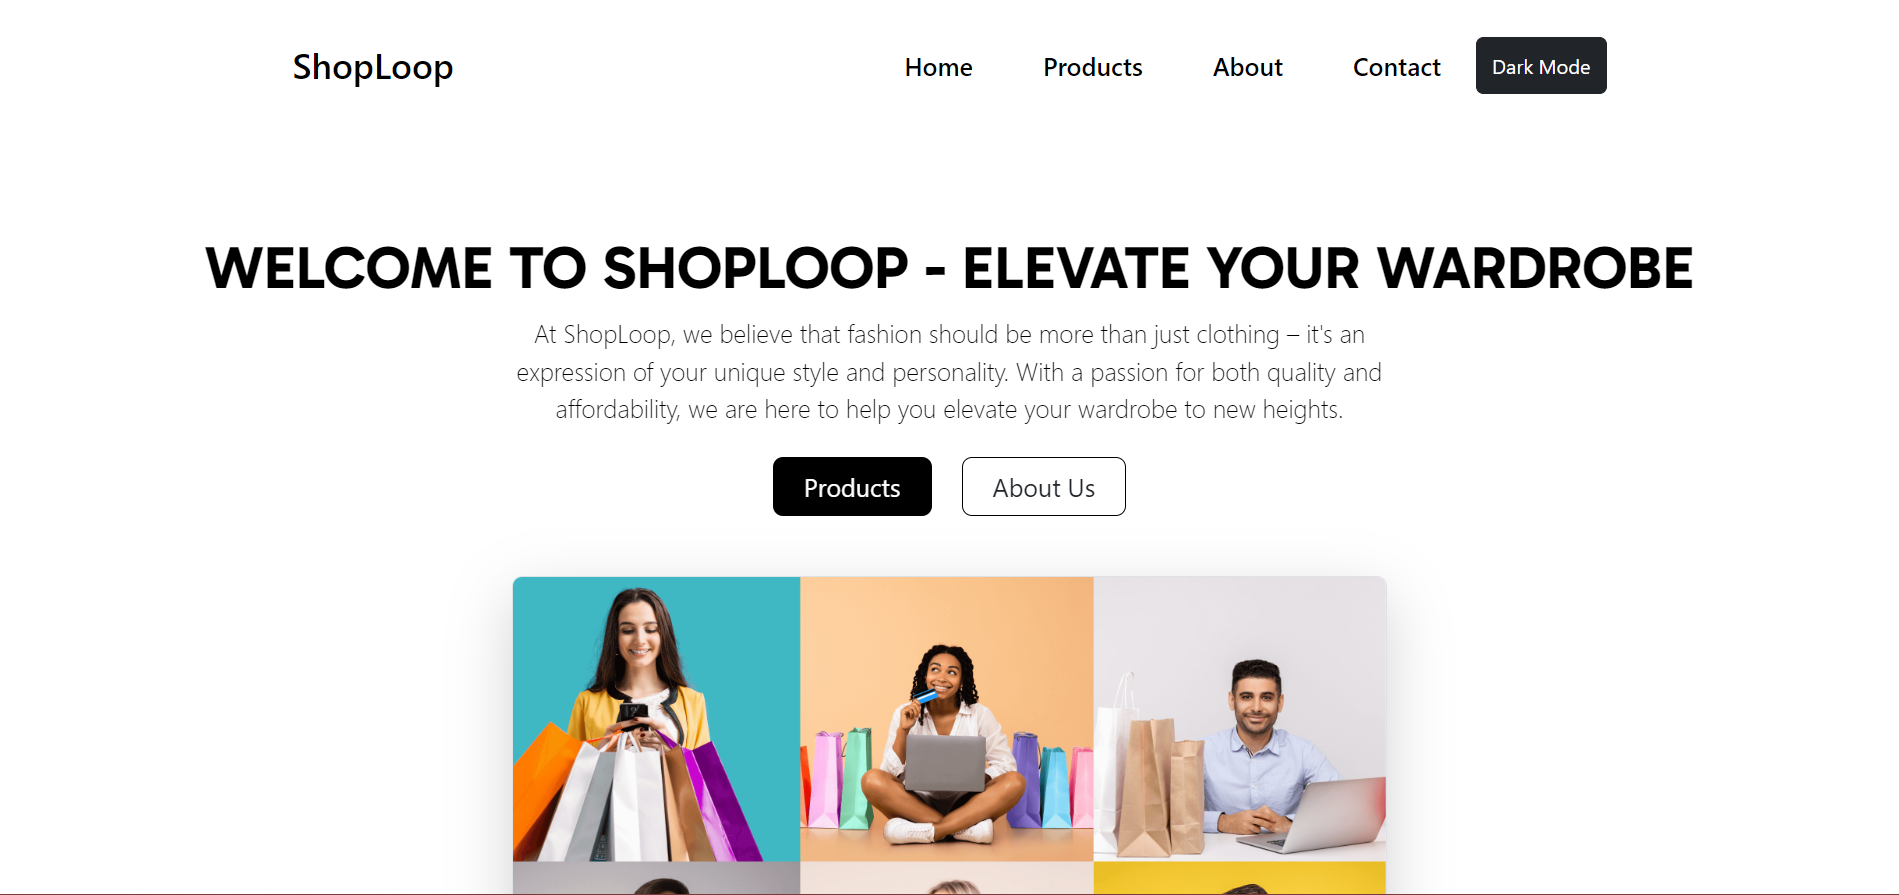 ShopLoop
Home Products About Contact Dark Mode
WELCOME TO SHOPLOOP - ELEVATE YOUR WARDROBE
At ShopLoop, we believe that fashion should be more than just clothing – it's an
expression of your unique style and personality. With a passion for both quality and
affordability, we are here to help you elevate your wardrobe to new heights.
Products About Us